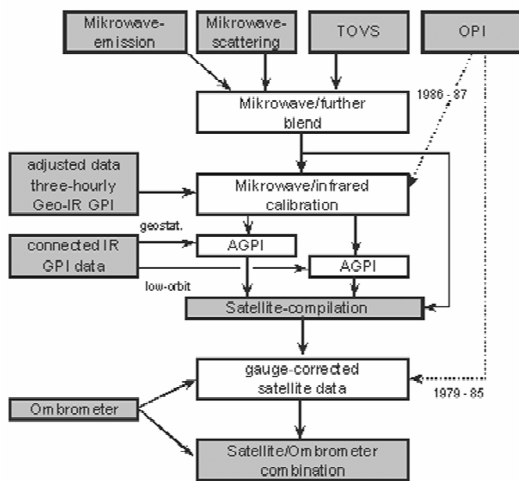 Mikrowave-
emission
Mikrowave-
scattering
TOVS
OPI
1986 - 87
Mikrowave/further
blend
adjusted data
three-hourly
Geo-IR GPI
Mikrowave/infrared
calibration
geostat.
connected IR
GPI data
AGPI
AGPI
low-orbit
Satellite-compilation
gauge-corrected
satellite data
1979 - 85
Ombrometer
Satellite/Ombrometer
combination